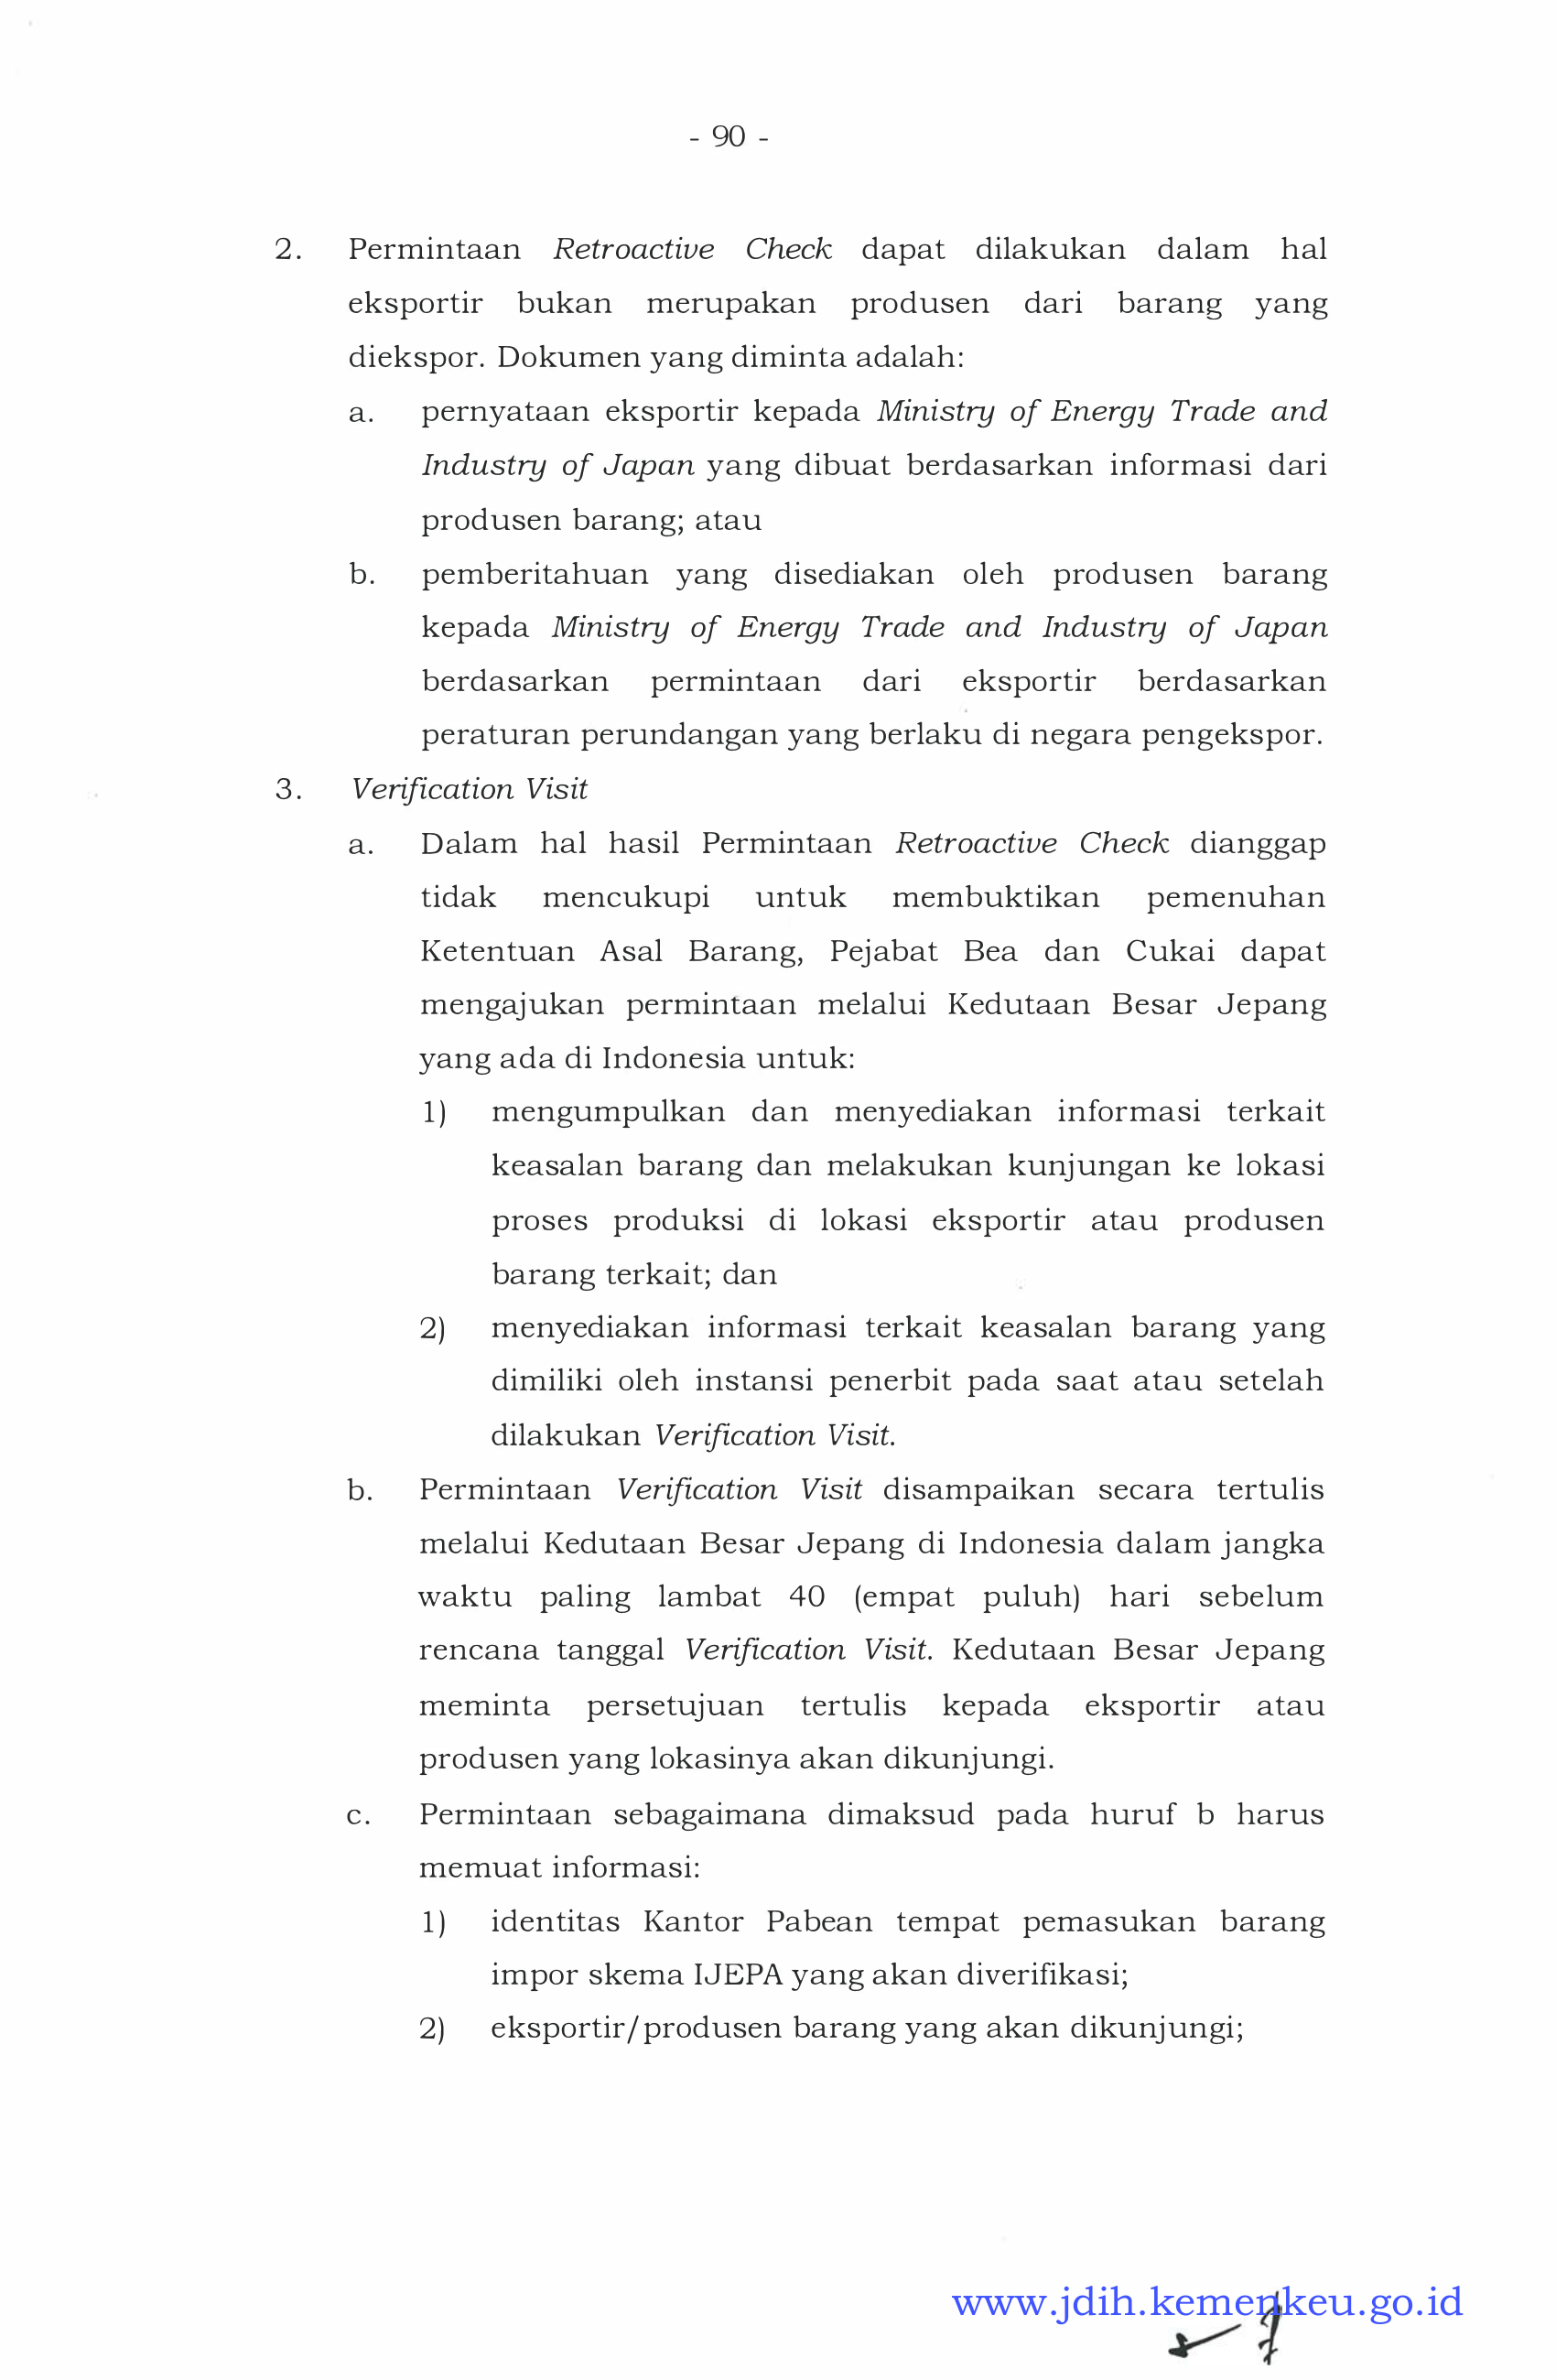 - 90 -
2. Permintaan Retroactive Check dapat dilakukan dalam hal
eksportir bukan merupakan produsen dari barang yang
diekspor. Dokumen yang diminta adalah:
a. pernyataan eksportir kepada Ministry of Energy Trade and
Industry of Japan yang dibuat berdasarkan informasi dari
produsen barang; atau
b. pemberitahuan yang disediakan oleh produsen barang
kepada Ministry of Energy Trade and Industry of Japan
berdasarkan permintaan dari eksportir berdasarkan
peraturan perundangan yang berlaku di negara pengekspor.
3. Verification Visit
a. Dalam hal hasil Permintaan Retroactive Check dianggap
tidak mencukupi untuk membuktikan pemenuhan
Ketentuan Asal Barang, Pejabat Bea dan Cukai dapat
mengajukan permintaan melalui Kedutaan Besar Jepang
yang ada di Indonesia untuk:
1) mengumpulkan dan menyediakan informasi terkait
keasalan barang dan melakukan kunjungan ke lokasi
proses produksi di lokasi eksportir atau produsen
barang terkait; dan
2) menyediakan informasi terkait keasalan barang yang
dimiliki oleh instansi penerbit pada saat atau setelah
dilakukan Verification Visit.
b. Permintaan Verification Visit disampaikan secara tertulis
melalui Kedutaan Besar Jepang di Indonesia dalam jangka
waktu paling lambat 40 (empat puluh) hari sebelum
rencana tanggal Verification Visit. Kedutaan Besar Jepang
meminta persetujuan tertulis kepada eksportir atau
produsen yang lokasinya akan dikunjungi.
c. Permintaan sebagaimana dimaksud pada huruf b harus
memuat informasi:
1) identitas Kantor Pabean tempat pemasukan barang
impor skema IJEPA yang akan diverifikasi;
2) eksportir/produsen barang yang akan dikunjungi;
www.jdih.kemenkeu.go.id